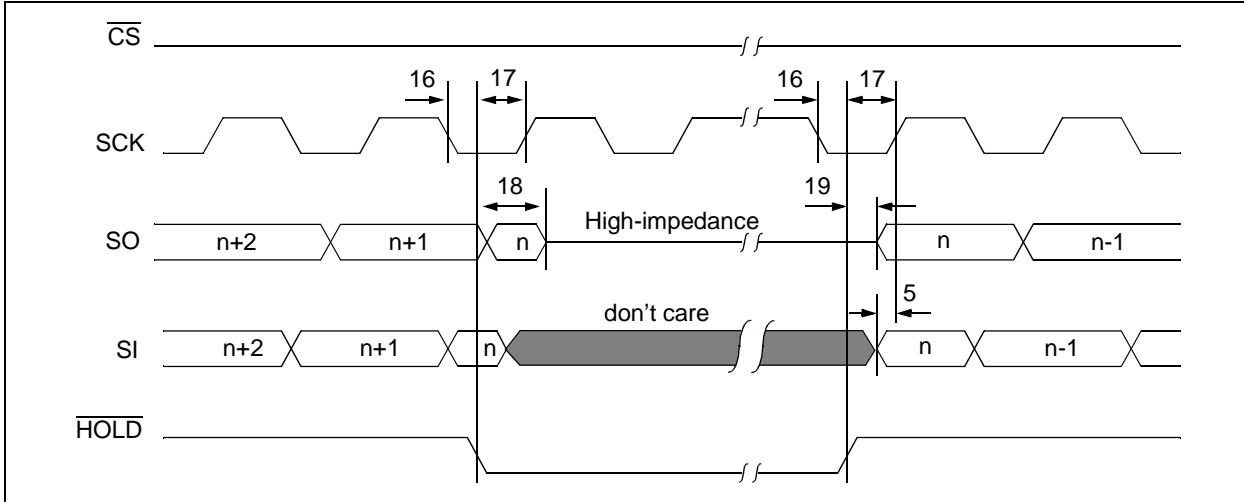 CS
16 17 16 17
SCK
18 19
High-impedance
SO n+2 n+1 n n n-1
5
don't care
SI n+2 n+1 n n n-1
HOLD